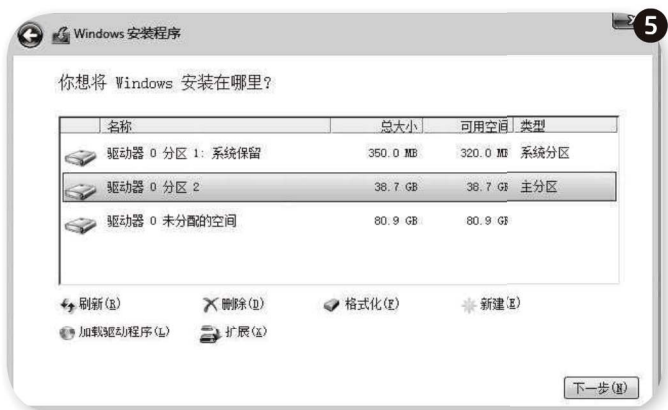 5
Windows 安装程序
你想将 Windows 安装在哪里?
名称 总大小 可用空间 类型
驱动器 0 分区 1: 系统保留 350.0 MB 320.0 MB 系统分区
驱动器 0 分区 2 38.7 GB 38.7 GB 主分区
驱动器 0 未分配的空间 80.9 GB 80.9 GB
刷新(R) 删除(D) 格式化(F) 新建(E)
加载驱动程序(L) 扩展(X)
下一步(N)